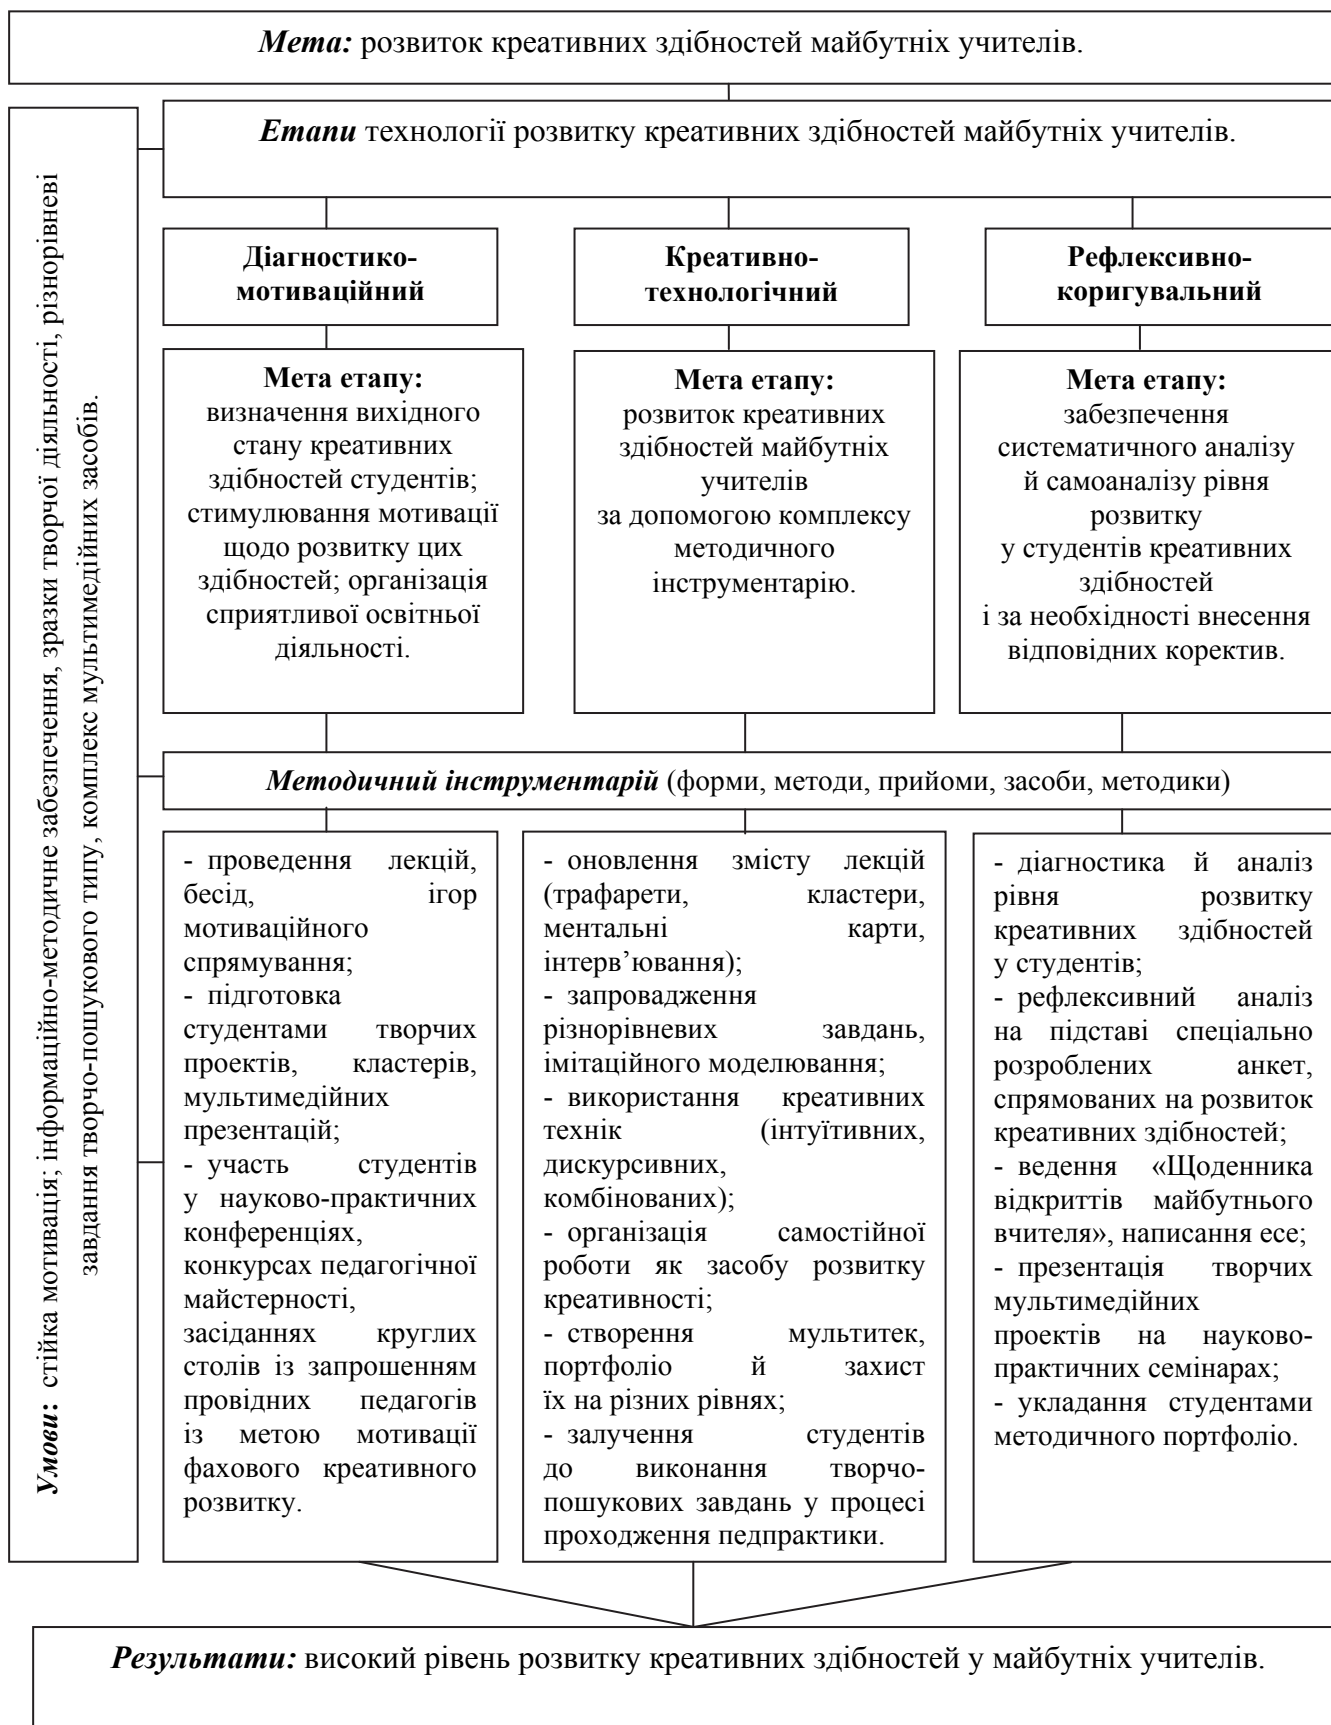 Мета: розвиток креативних здібностей майбутніх учителів.
Умови: стійка мотивація; інформаційно-методичне забезпечення, зразки творчої діяльності, різнорівневі
завдання творчо-пошукового типу, комплекс мультимедійних засобів.
Етапи технології розвитку креативних здібностей майбутніх учителів.
Діагностико-
мотиваційний
Креативно-
технологічний
Рефлексивно-
коригувальний
Мета етапу:
визначення вихідного
стану креативних
здібностей студентів;
стимулювання мотивації
щодо розвитку цих
здібностей; організація
сприятливої освітньої
діяльності.
Мета етапу:
розвиток креативних
здібностей майбутніх
учителів
за допомогою комплексу
методичного
інструментарію.
Мета етапу:
забезпечення
систематичного аналізу
й самоаналізу рівня
розвитку
у студентів креативних
здібностей
і за необхідності внесення
відповідних коректив.
Методичний інструментарій (форми, методи, прийоми, засоби, методики)
- проведення лекцій,
бесід, ігор
мотиваційного
спрямування;
- підготовка
студентами творчих
проектів, кластерів,
мультимедійних
презентацій;
- участь студентів
у науково-практичних
конференціях,
конкурсах педагогічної
майстерності,
засіданнях круглих
столів із запрошенням
провідних педагогів
із метою мотивації
фахового креативного
розвитку.
- оновлення змісту лекцій
(трафарети, кластери,
ментальні карти,
інтерв’ювання);
- запровадження
різнорівневих завдань,
імітаційного моделювання;
- використання креативних
технік (інтуїтивних,
дискурсивних,
комбінованих);
- організація самостійної
роботи як засобу розвитку
креативності;
- створення мультитек,
портфоліо й захист
їх на різних рівнях;
- залучення студентів
до виконання творчо-
пошукових завдань у процесі
проходження педпрактики.
- діагностика й аналіз
рівня розвитку
креативних здібностей
у студентів;
- рефлексивний аналіз
на підставі спеціально
розроблених анкет,
спрямованих на розвиток
креативних здібностей;
- ведення «Щоденника
відкриттів майбутнього
вчителя», написання есе;
- презентація творчих
мультимедійних
проектів на науково-
практичних семінарах;
- укладання студентами
методичного портфоліо.
Результати: високий рівень розвитку креативних здібностей у майбутніх учителів.